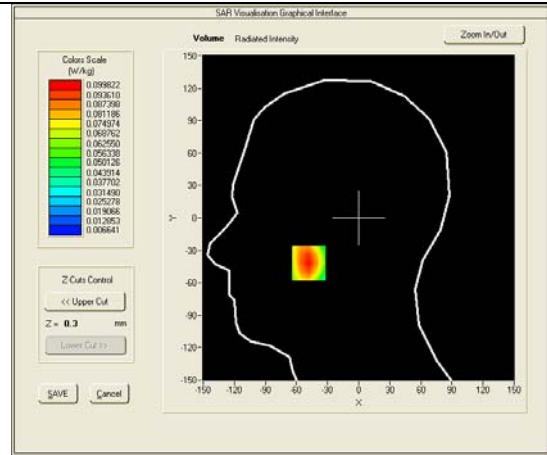 SAR Visualisation Graphical Interface
Volume Radiated Intensity
Zoom In/Out
Colors Scale
(W/kg)
0.099822
0.093610
0.087398
0.081186
0.074974
0.068762
0.062550
0.056338
0.050126
0.043914
0.037702
0.031490
0.025278
0.019066
0.012853
0.006641
Z Cuts Control
<< Upper Cut
Z = 0.3 mm
Lower Cut >>
SAVE Cancel
150-
120-
90-
60-
30-
0-
-30-
-60-
-90-
-120-
-150-
Y
-150 -120 -90 -60 -30 0 30 60 90 120 150
X